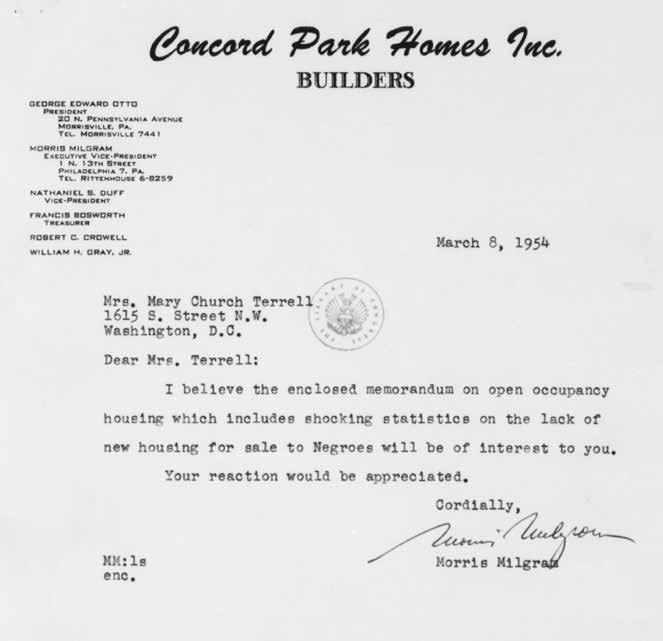 Concord Park Homes Inc.
BUILDERS
GEORGE EDWARD OTTO
PRESIDENT
20 N. PENNSYLVANIA AVENUE
MORRISVILLE, PA.
TEL. MORRISVILLE 7441
MORRIS MILGRAM
EXECUTIVE VICE-PRESIDENT
1 N. 13TH STREET
PHILADELPHIA 7, PA.
TEL. RITTENHOUSE 6-8259
NATHANIEL S. DUFF
VICE-PRESIDENT
FRANCIS BOSWORTH
TREASURER
ROBERT C. CROWELL
WILLIAM H. GRAY, JR.
March 8, 1954
Mrs. Mary Church Terrell
1615 S. Street N.W.
Washington, D.C.
THE LIBRARY OF CONGRESS
Dear Mrs. Terrell:
I believe the enclosed memorandum on open occupancy
housing which includes shocking statistics on the lack of
new housing for sale to Negroes will be of interest to you.
Your reaction would be appreciated.
Cordially,
Morris Milgram
Morris Milgram
MM:ls
enc.